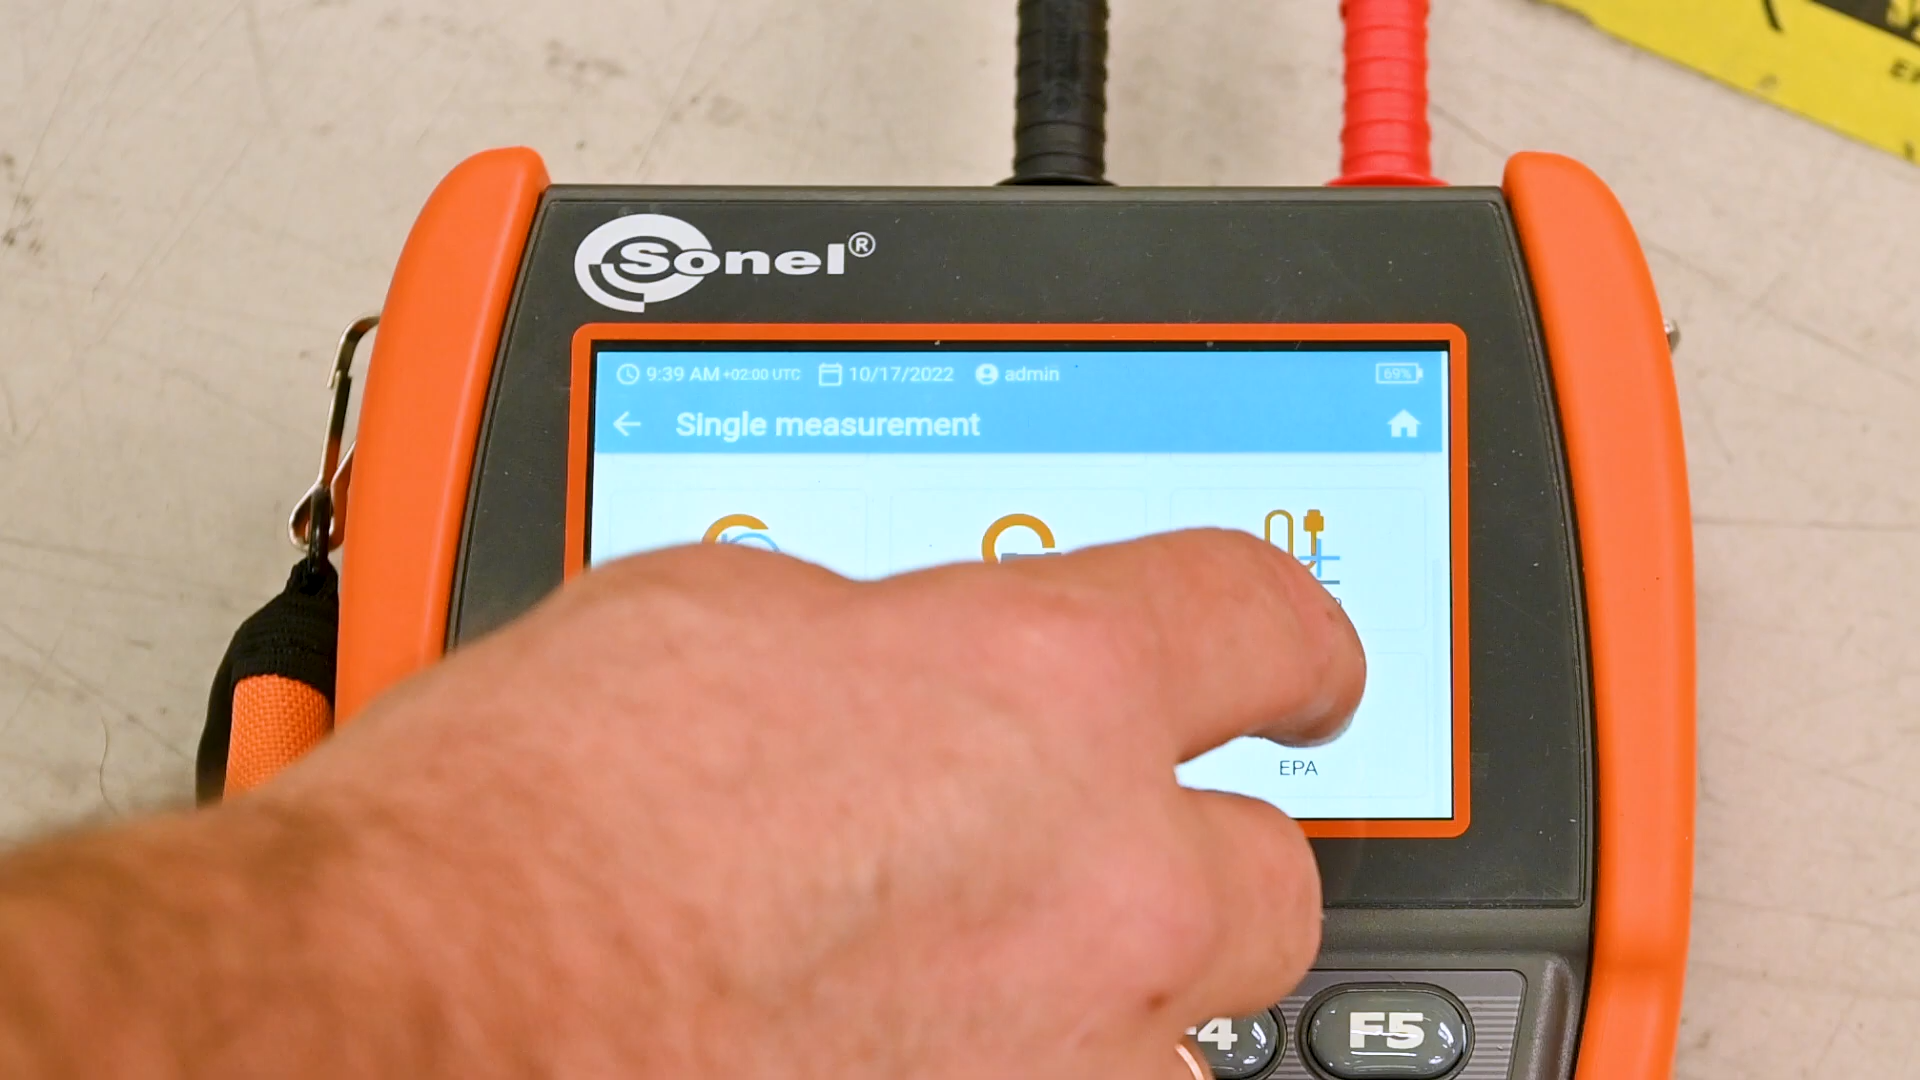 Sonel®
9:39 AM +02:00 UTC 10/17/2022 admin 69%
Single measurement
EPA
F5